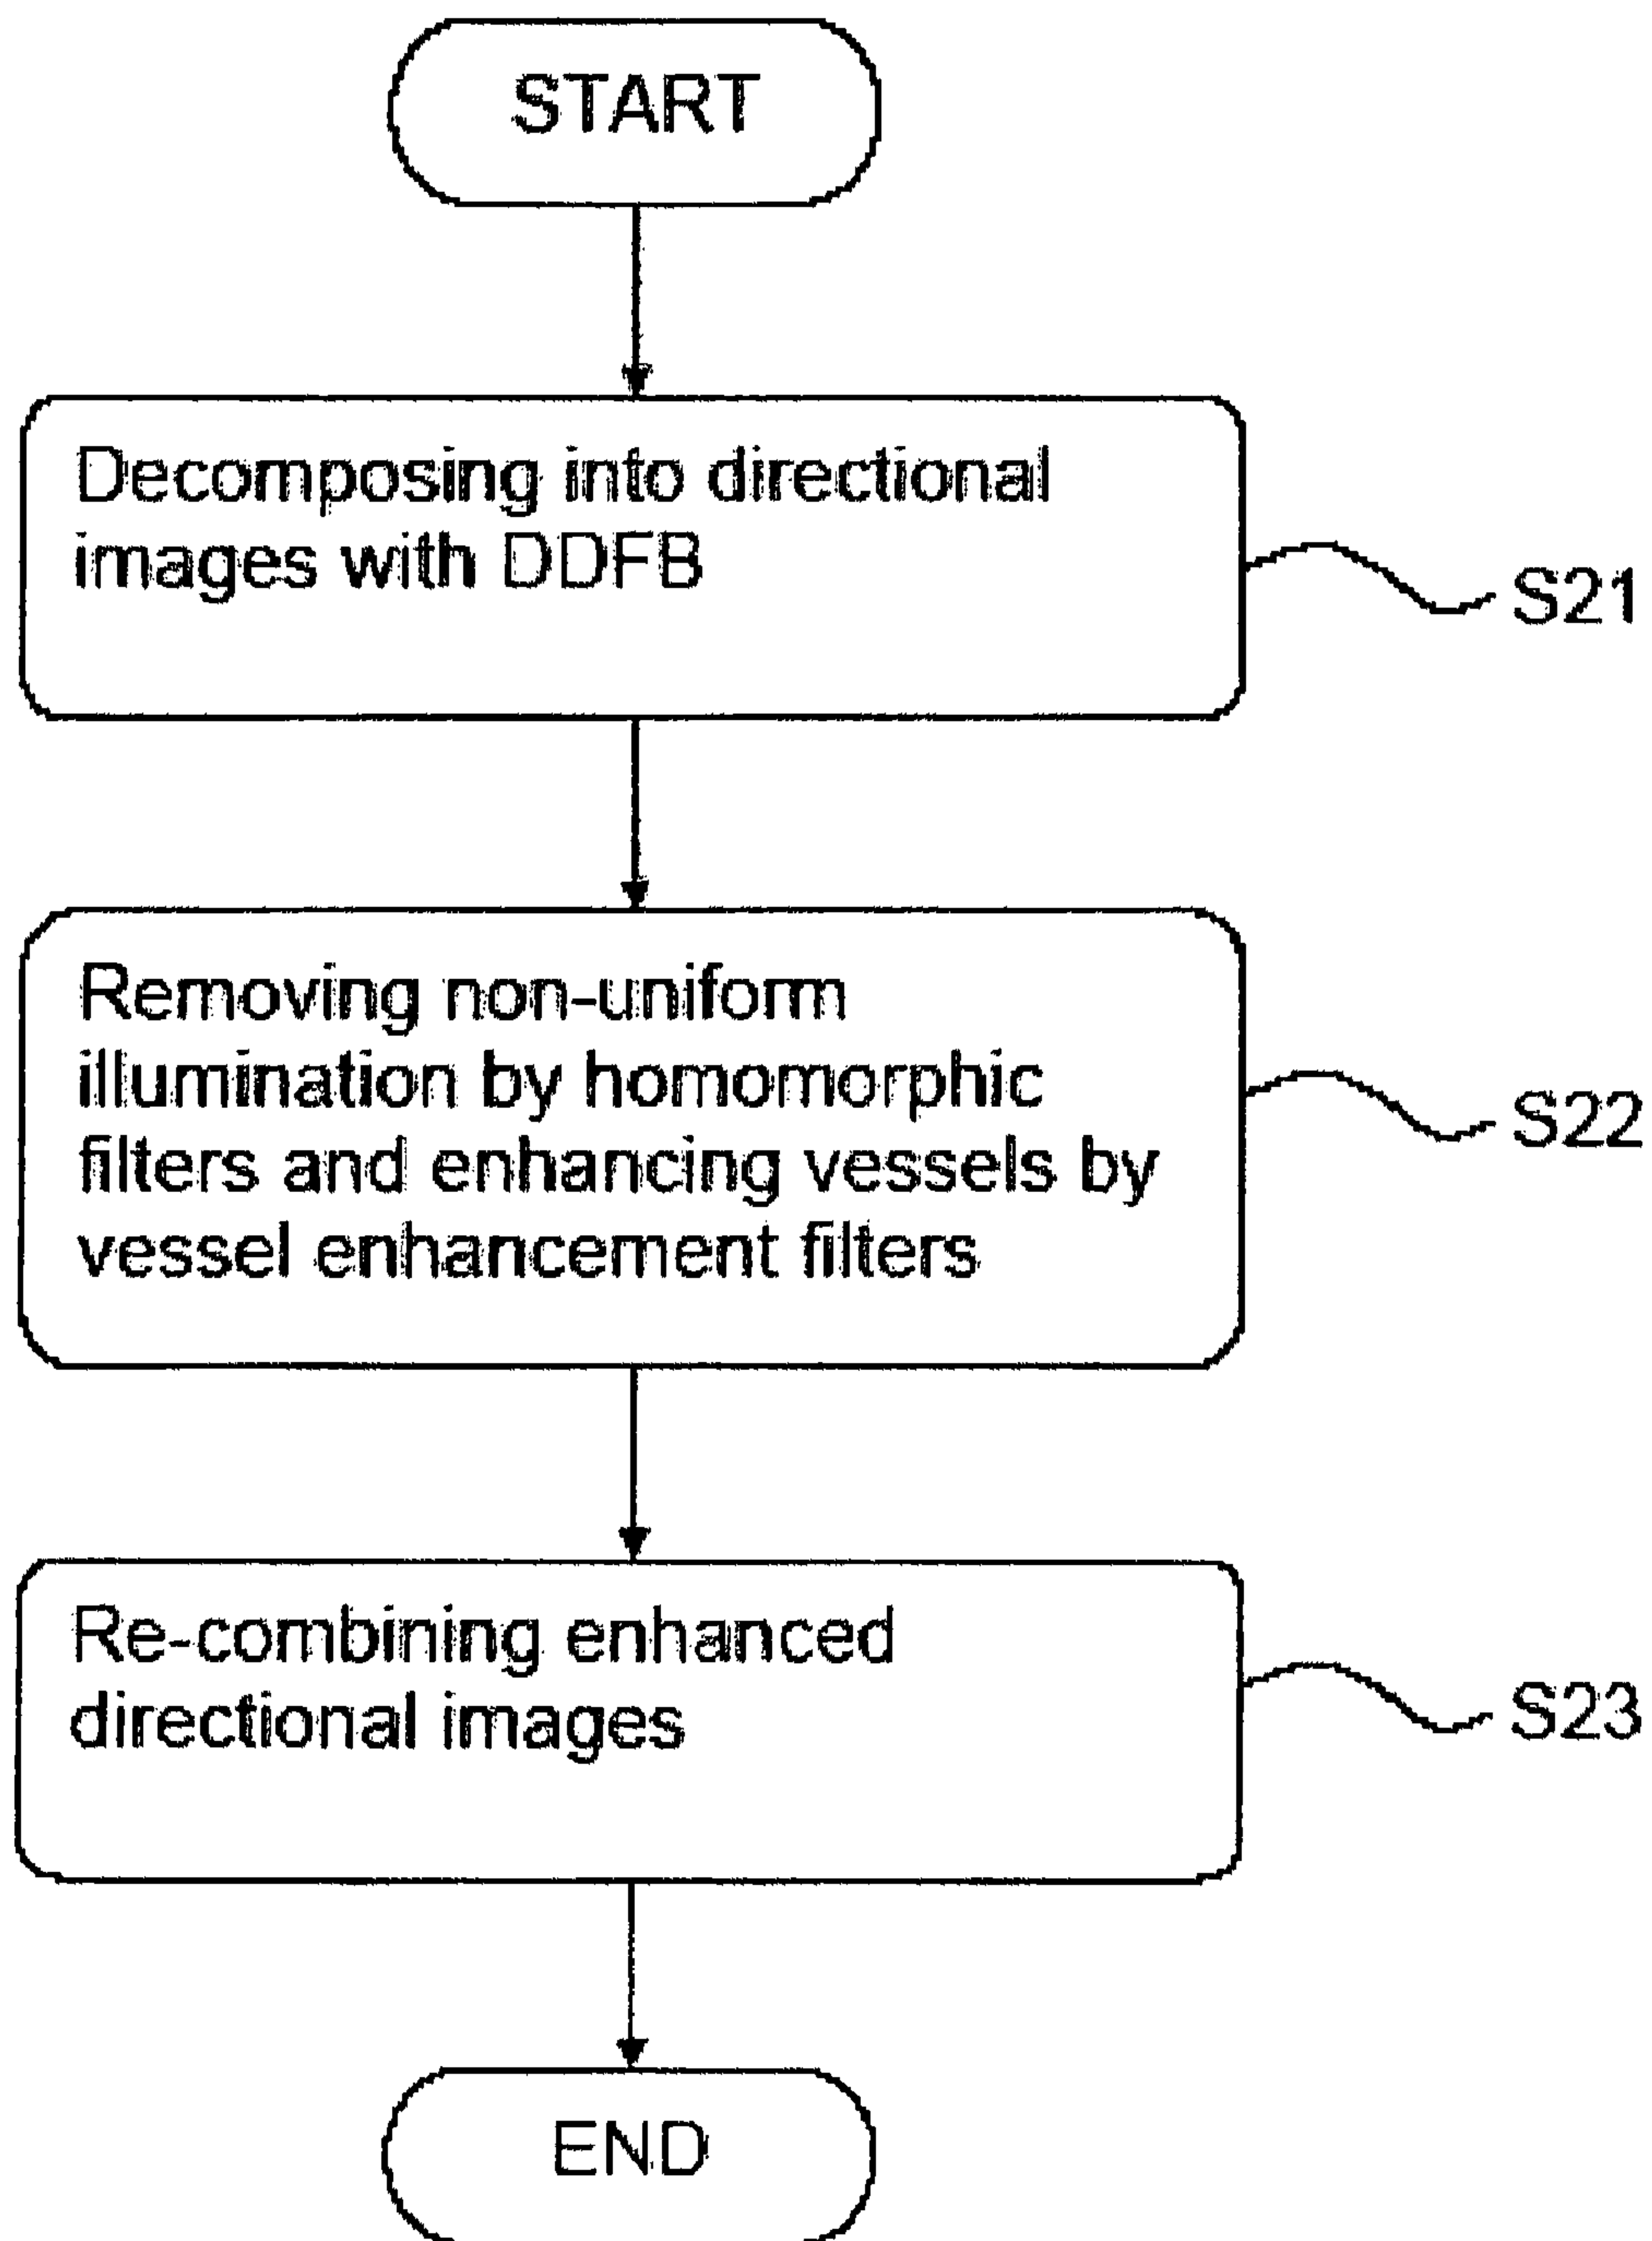 START
Decomposing into directional
images with DDFB
S21
Removing non-uniform
illumination by homomorphic
filters and enhancing vessels by
vessel enhancement filters
S22
Re-combining enhanced
directional images
S23
END